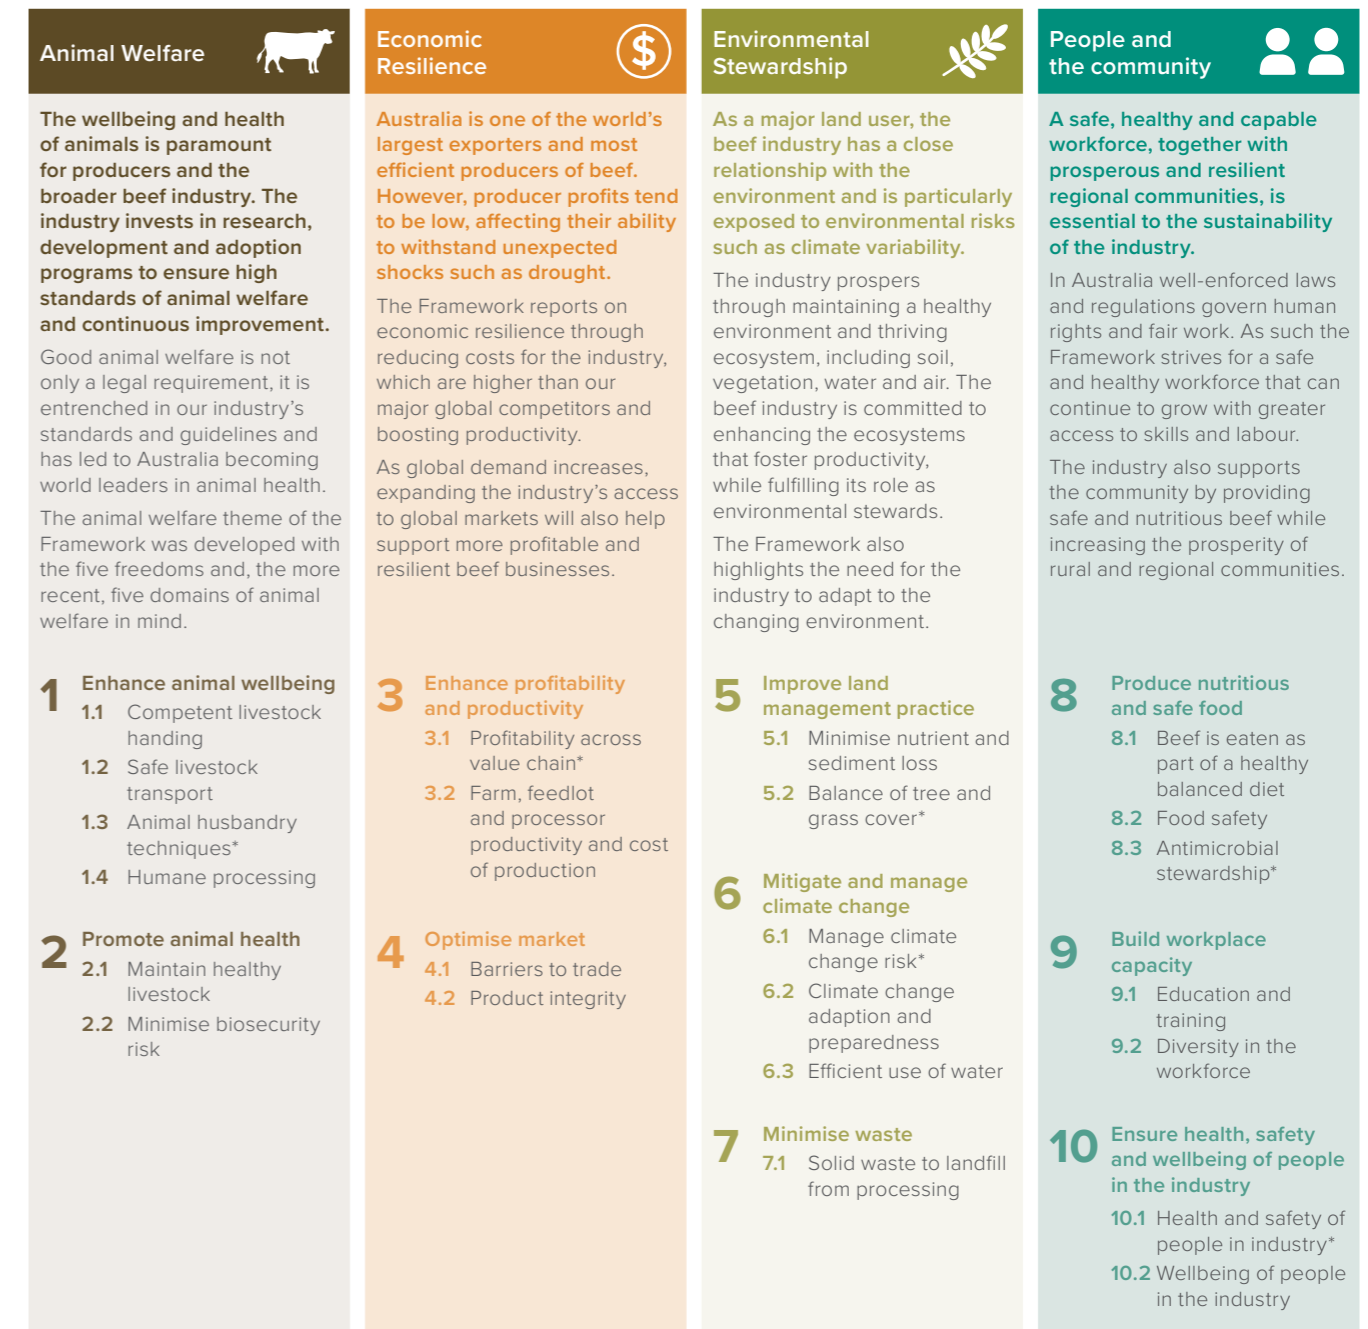 Animal Welfare
The wellbeing and health
of animals is paramount
for producers and the
broader beef industry. The
industry invests in research,
development and adoption
programs to ensure high
standards of animal welfare
and continuous improvement.
Good animal welfare is not
only a legal requirement, it is
entrenched in our industry's
standards and guidelines and
has led to Australia becoming
world leaders in animal health.
The animal welfare theme of the
Framework was developed with
the five freedoms and, the more
recent, five domains of animal
welfare in mind.
1 Enhance animal wellbeing
1.1 Competent livestock
handing
1.2 Safe livestock
transport
1.3 Animal husbandry
techniques*
1.4 Humane processing
2 Promote animal health
2.1 Maintain healthy
livestock
2.2 Minimise biosecurity
risk
Economic
Resilience
$
Australia is one of the world's
largest exporters and most
efficient producers of beef.
However, producer profits tend
to be low, affecting their ability
to withstand unexpected
shocks such as drought.
The Framework reports on
economic resilience through
reducing costs for the industry,
which are higher than our
major global competitors and
boosting productivity.
As global demand increases,
expanding the industry's access
to global markets will also help
support more profitable and
resilient beef businesses.
3 Enhance profitability
and productivity
3.1 Profitability across
value chain*
3.2 Farm, feedlot
and processor
productivity and cost
of production
4 Optimise market
4.1 Barriers to trade
4.2 Product integrity
Environmental
Stewardship
As a major land user, the
beef industry has a close
relationship with the
environment and is particularly
exposed to environmental risks
such as climate variability.
The industry prospers
through maintaining a healthy
environment and thriving
ecosystem, including soil,
vegetation, water and air. The
beef industry is committed to
enhancing the ecosystems
that foster productivity,
while fulfilling its role as
environmental stewards.
The Framework also
highlights the need for the
industry to adapt to the
changing environment.
5 Improve land
management practice
5.1 Minimise nutrient and
sediment loss
5.2 Balance of tree and
grass cover*
6 Mitigate and manage
climate change
6.1 Manage climate
change risk*
6.2 Climate change
adaption and
preparedness
6.3 Efficient use of water
7 Minimise waste
7.1 Solid waste to landfill
from processing
People and
the community
A safe, healthy and capable
workforce, together with
prosperous and resilient
regional communities, is
essential to the sustainability
of the industry.
In Australia well-enforced laws
and regulations govern human
rights and fair work. As such the
Framework strives for a safe
and healthy workforce that can
continue to grow with greater
access to skills and labour.
The industry also supports
the community by providing
safe and nutritious beef while
increasing the prosperity of
rural and regional communities.
8 Produce nutritious
and safe food
8.1 Beef is eaten as
part of a healthy
balanced diet
8.2 Food safety
8.3 Antimicrobial
stewardship*
9 Build workplace
capacity
9.1 Education and
training
9.2 Diversity in the
workforce
10 Ensure health, safety
and wellbeing of people
in the industry
10.1 Health and safety of
people in industry*
10.2 Wellbeing of people
in the industry